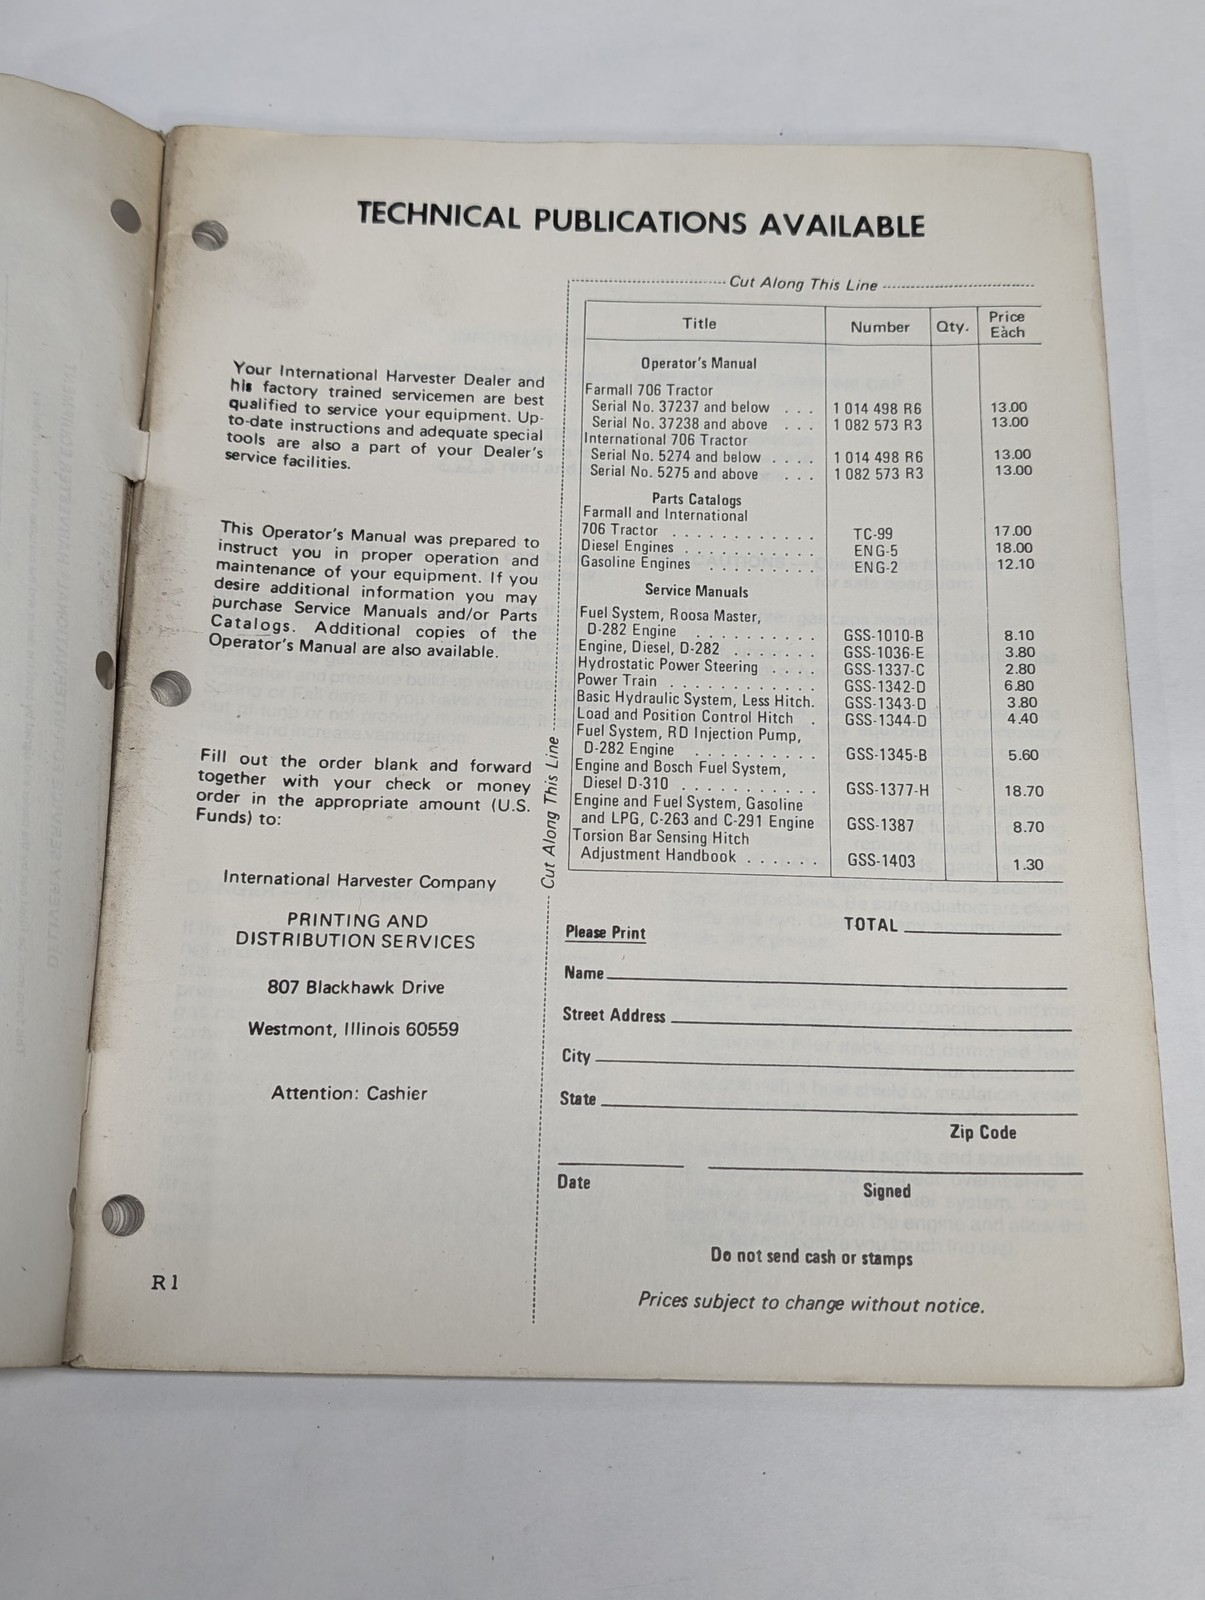 TECHNICAL PUBLICATIONS AVAILABLE
Your International Harvester Dealer and
his factory trained servicemen are best
qualified to service your equipment. Up-
to-date instructions and adequate special
tools are also a part of your Dealer's
service facilities.
This Operator's Manual was prepared to
instruct you in proper operation and
maintenance of your equipment. If you
desire additional information you may
purchase Service Manuals and/or Parts
Catalogs. Additional copies of the
Operator's Manual are also available.
Fill out the order blank and forward
together with your check or money
order in the appropriate amount (U.S.
Funds) to:
International Harvester Company
PRINTING AND
DISTRIBUTION SERVICES
807 Blackhawk Drive
Westmont, Illinois 60559
Attention: Cashier
R1
Cut Along This Line
Cut Along This Line
Title Number Qty. Price Each
Operator's Manual
Farmall 706 Tractor
Serial No. 37237 and below . . . 1 014 498 R6 13.00
Serial No. 37238 and above . . . 1 082 573 R3 13.00
International 706 Tractor
Serial No. 5274 and below . . . . 1 014 498 R6 13.00
Serial No. 5275 and above . . . 1 082 573 R3 13.00
Parts Catalogs
Farmall and International
706 Tractor . . . . . . . . . . . . TC-99 17.00
Diesel Engines . . . . . . . . . . . ENG-5 18.00
Gasoline Engines . . . . . . . . . . ENG-2 12.10
Service Manuals
Fuel System, Roosa Master,
D-282 Engine . . . . . . . . . . GSS-1010-B 8.10
Engine, Diesel, D-282 . . . . . . . GSS-1036-E 3.80
Hydrostatic Power Steering . . . . GSS-1337-C 2.80
Power Train . . . . . . . . . . . . GSS-1342-D 6.80
Basic Hydraulic System, Less Hitch. GSS-1343-D 3.80
Load and Position Control Hitch . GSS-1344-D 4.40
Fuel System, RD Injection Pump,
D-282 Engine . . . . . . . . . . GSS-1345-B 5.60
Engine and Bosch Fuel System,
Diesel D-310 . . . . . . . . . . . GSS-1377-H 18.70
Engine and Fuel System, Gasoline
and LPG, C-263 and C-291 Engine GSS-1387 8.70
Torsion Bar Sensing Hitch
Adjustment Handbook . . . . . . GSS-1403 1.30
TOTAL
Please Print
Name
Street Address
City
State
Zip Code
Date Signed
Do not send cash or stamps
Prices subject to change without notice.